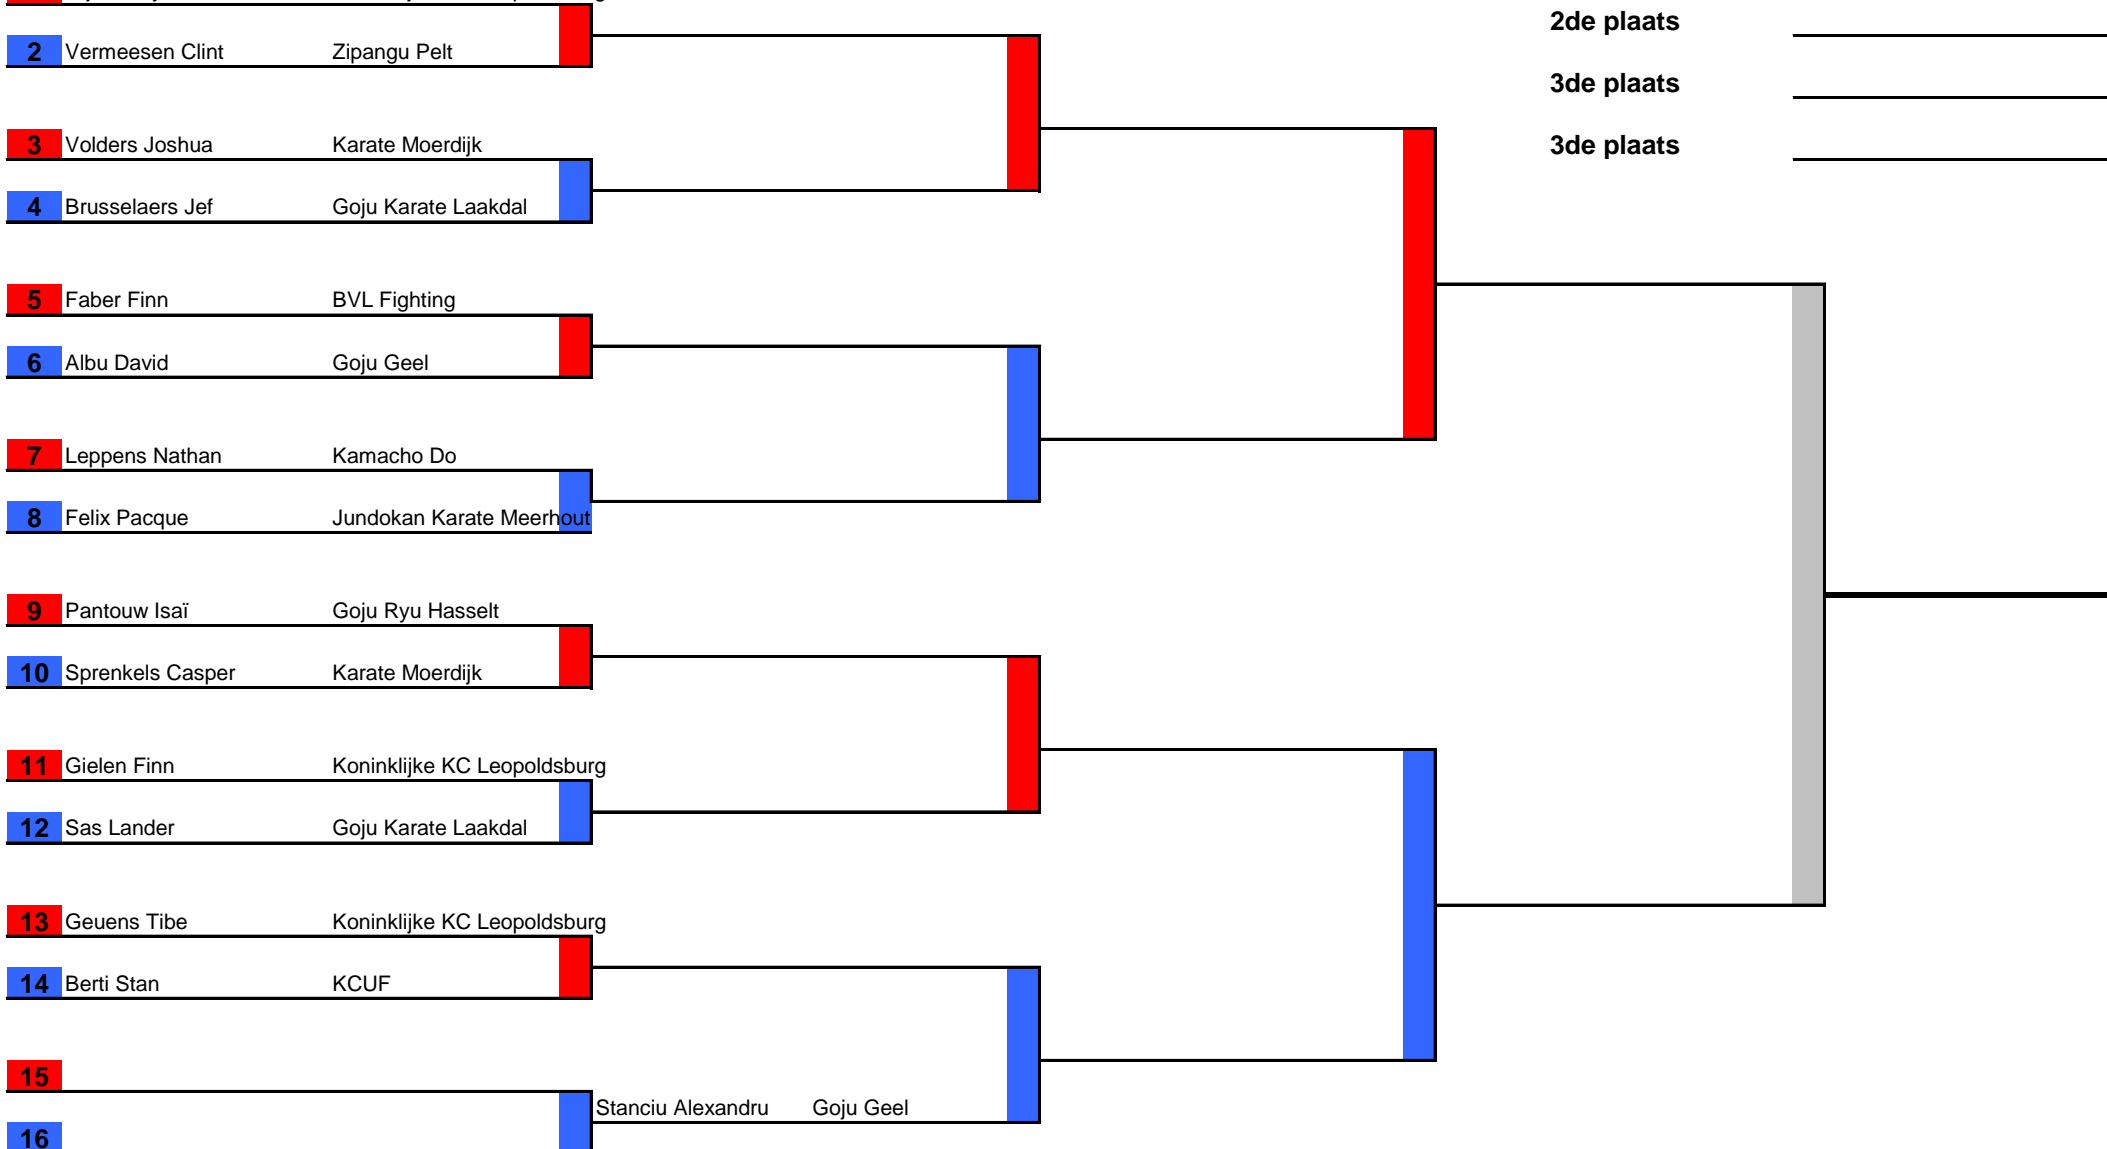 2de plaats
2 Vermeesen Clint Zipangu Pelt
3de plaats
3 Volders Joshua Karate Moerdijk
3de plaats
4 Brusselaers Jef Goju Karate Laakdal
5 Faber Finn BVL Fighting
6 Albu David Goju Geel
7 Leppens Nathan Kamacho Do
8 Felix Pacque Jundokan Karate Meerhout
9 Pantouw Isaï Goju Ryu Hasselt
10 Sprenkels Casper Karate Moerdijk
11 Gielen Finn Koninklijke KC Leopoldsburg
12 Sas Lander Goju Karate Laakdal
13 Geuens Tibe Koninklijke KC Leopoldsburg
14 Berti Stan KCUF
15
Stanciu Alexandru Goju Geel
16